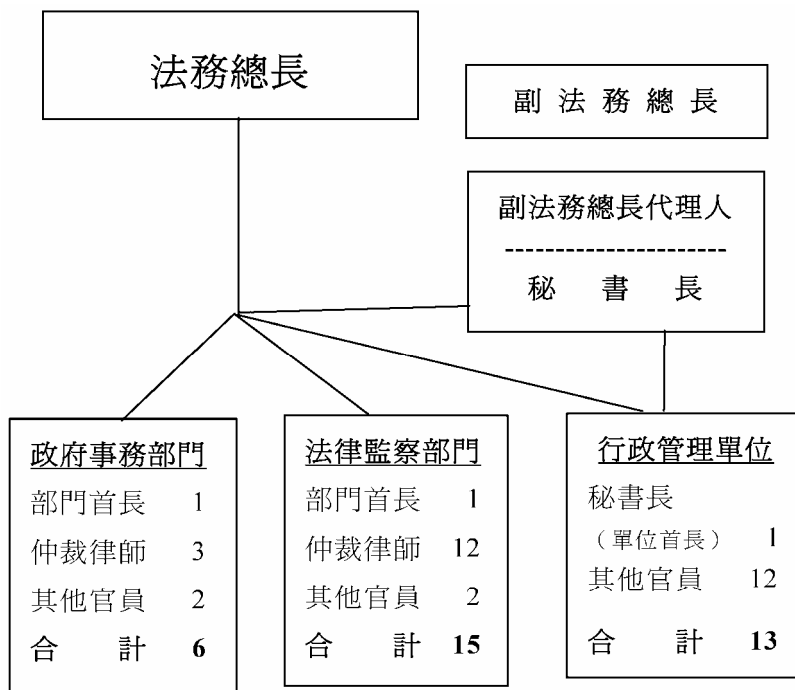 法務總長
副法務總長
副法務總長代理人
-----------------------
秘書長
政府事務部門
部門首長 1
仲裁律師 3
其他官員 2
合計 6
法律監察部門
部門首長 1
仲裁律師 12
其他官員 2
合計 15
行政管理單位
秘書長
（單位首長） 1
其他官員 12
合計 13